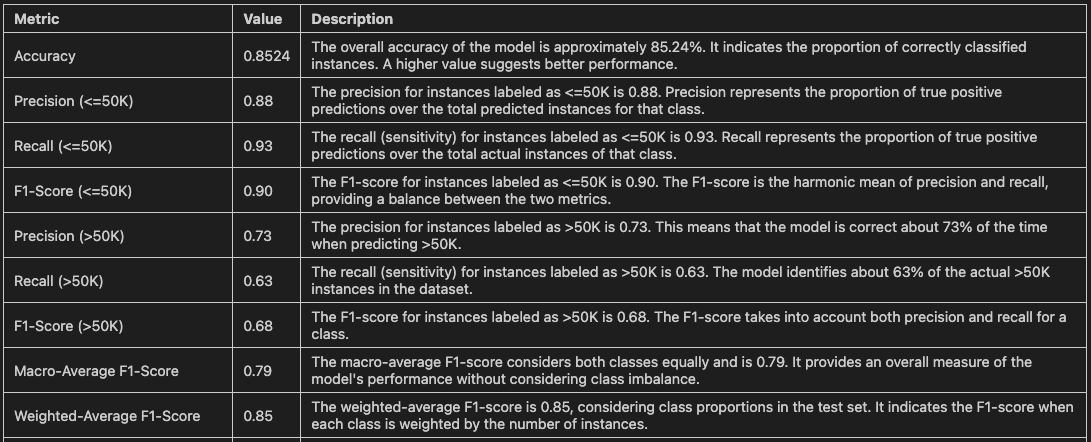 Metric Value Description
Accuracy 0.8524 The overall accuracy of the model is approximately 85.24%. It indicates the proportion of correctly classified
instances. A higher value suggests better performance.
Precision (<=50K) 0.88 The precision for instances labeled as <=50K is 0.88. Precision represents the proportion of true positive
predictions over the total predicted instances for that class.
Recall (<=50K) 0.93 The recall (sensitivity) for instances labeled as <=50K is 0.93. Recall represents the proportion of true positive
predictions over the total actual instances of that class.
F1-Score (<=50K) 0.90 The F1-score for instances labeled as <=50K is 0.90. The F1-score is the harmonic mean of precision and recall,
providing a balance between the two metrics.
Precision (>50K) 0.73 The precision for instances labeled as >50K is 0.73. This means that the model is correct about 73% of the time
when predicting >50K.
Recall (>50K) 0.63 The recall (sensitivity) for instances labeled as >50K is 0.63. The model identifies about 63% of the actual >50K
instances in the dataset.
F1-Score (>50K) 0.68 The F1-score for instances labeled as >50K is 0.68. The F1-score takes into account both precision and recall for a
class.
Macro-Average F1-Score 0.79 The macro-average F1-score considers both classes equally and is 0.79. It provides an overall measure of the
model's performance without considering class imbalance.
Weighted-Average F1-Score 0.85 The weighted-average F1-score is 0.85, considering class proportions in the test set. It indicates the F1-score when
each class is weighted by the number of instances.